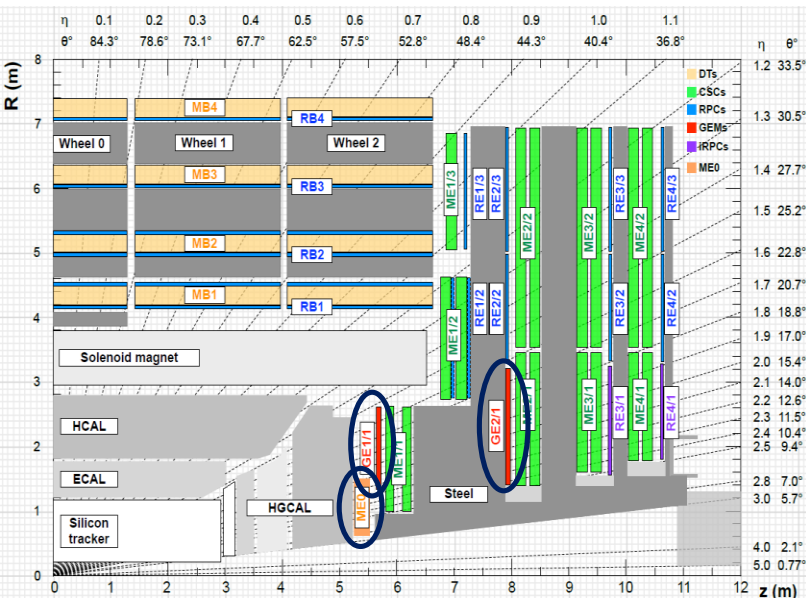 η 0.1 0.2 0.3 0.4 0.5 0.6 0.7 0.8 0.9 1.0 1.1
θ° 84.3° 78.6° 73.1° 67.7° 62.5° 57.5° 52.8° 48.4° 44.3° 40.4° 36.8° η θ°
R (m)
8
7
6
5
4
3
2
1
0
1.2 33.5°
1.3 30.5°
1.4 27.7°
1.5 25.2°
1.6 22.8°
1.7 20.7°
1.8 18.8°
1.9 17.0°
2.0 15.4°
2.1 14.0°
2.2 12.6°
2.3 11.5°
2.4 10.4°
2.5 9.4°
2.8 7.0°
3.0 5.7°
4.0 2.1°
5.0 0.77°
DTs
CSCs
RPCs
GEMs
iRPCs
ME0
MB4
RB4
Wheel 0
Wheel 1
Wheel 2
MB3
RB3
MB2
RB2
MB1
RB1
Solenoid magnet
HCAL
ECAL
Silicon
tracker
HGCAL
Steel
ME1/3
RE1/3
RE2/3
ME2/2
ME3/2
RE3/3
ME4/2
RE4/3
ME1/2
RE1/2
RE2/2
RE3/2
RE4/2
GE1/1
ME1/1
ME0
GE2/1
ME3/1
RE3/1
ME4/1
RE4/1
0 1 2 3 4 5 6 7 8 9 10 11 12 z (m)